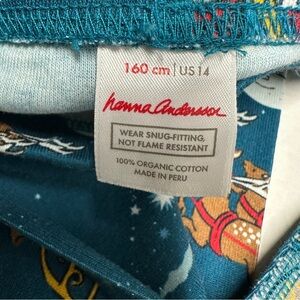 160 cm | US 14
hanna andersson
WEAR SNUG-FITTING,
NOT FLAME RESISTANT
100% ORGANIC COTTON
MADE IN PERU